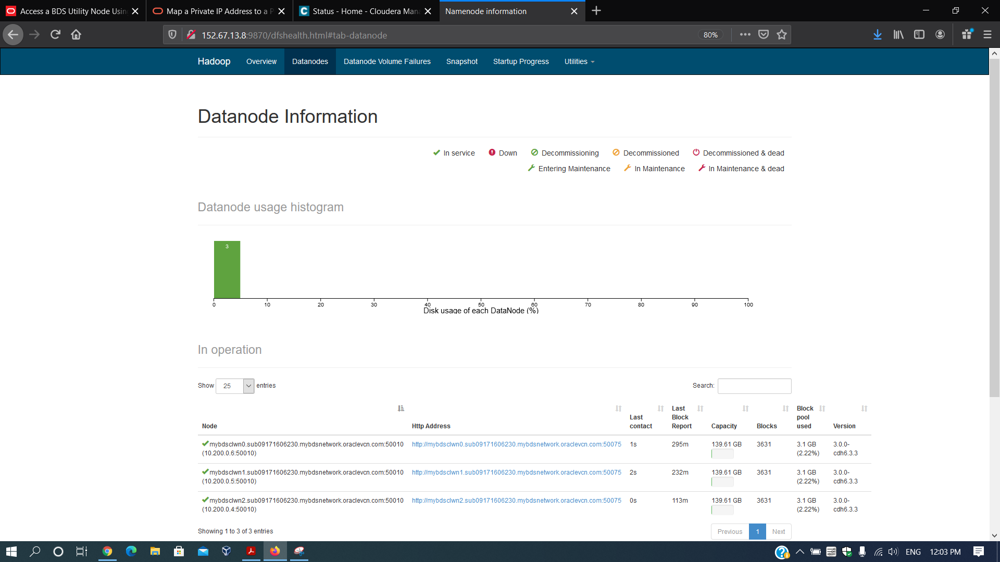 Access a BDS Utility Node Usin
Map a Private IP Address to a P
Status - Home - Cloudera Mana
Namenode information
152.67.13.8:9870/dfshealth.html#tab-datanode
80%
Hadoop
Overview
Datanodes
Datanode Volume Failures
Snapshot
Startup Progress
Utilities
Datanode Information
In service
Down
Decommissioning
Decommissioned
Decommissioned & dead
Entering Maintenance
In Maintenance
In Maintenance & dead
Datanode usage histogram
3
0 10 20 30 40 50 60 70 80 90 100
Disk usage of each DataNode (%)
In operation
Show 25 entries
Search:
Node
Http Address
Last contact
Last Block Report
Capacity
Blocks
Block pool used
Version
mybdsclwn0.sub09171606230.mybdsnetwork.oraclevcn.com:50010 (10.200.0.6:50010)
http://mybdsclwn0.sub09171606230.mybdsnetwork.oraclevcn.com:50075
1s
295m
139.61 GB
3631
3.1 GB (2.22%)
3.0.0-cdh6.3.3
mybdsclwn1.sub09171606230.mybdsnetwork.oraclevcn.com:50010 (10.200.0.5:50010)
http://mybdsclwn1.sub09171606230.mybdsnetwork.oraclevcn.com:50075
2s
232m
139.61 GB
3631
3.1 GB (2.22%)
3.0.0-cdh6.3.3
mybdsclwn2.sub09171606230.mybdsnetwork.oraclevcn.com:50010 (10.200.0.4:50010)
http://mybdsclwn2.sub09171606230.mybdsnetwork.oraclevcn.com:50075
0s
113m
139.61 GB
3631
3.1 GB (2.22%)
3.0.0-cdh6.3.3
Showing 1 to 3 of 3 entries
Previous 1 Next
ENG
12:03 PM